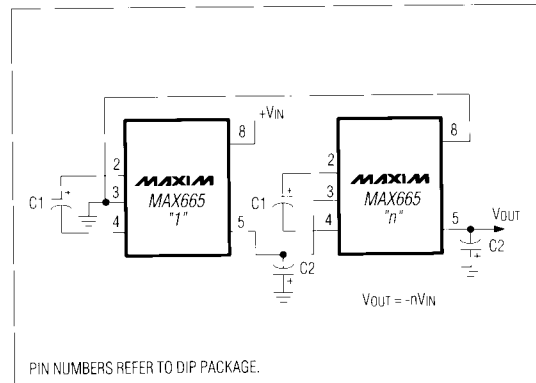 +VIN
8
8
2
MAXIM
MAX665
"1"
C1
3
4
5
2
MAXIM
MAX665
"n"
C1
3
4
5
VOUT
C2
C2
VOUT = -nVIN
PIN NUMBERS REFER TO DIP PACKAGE.